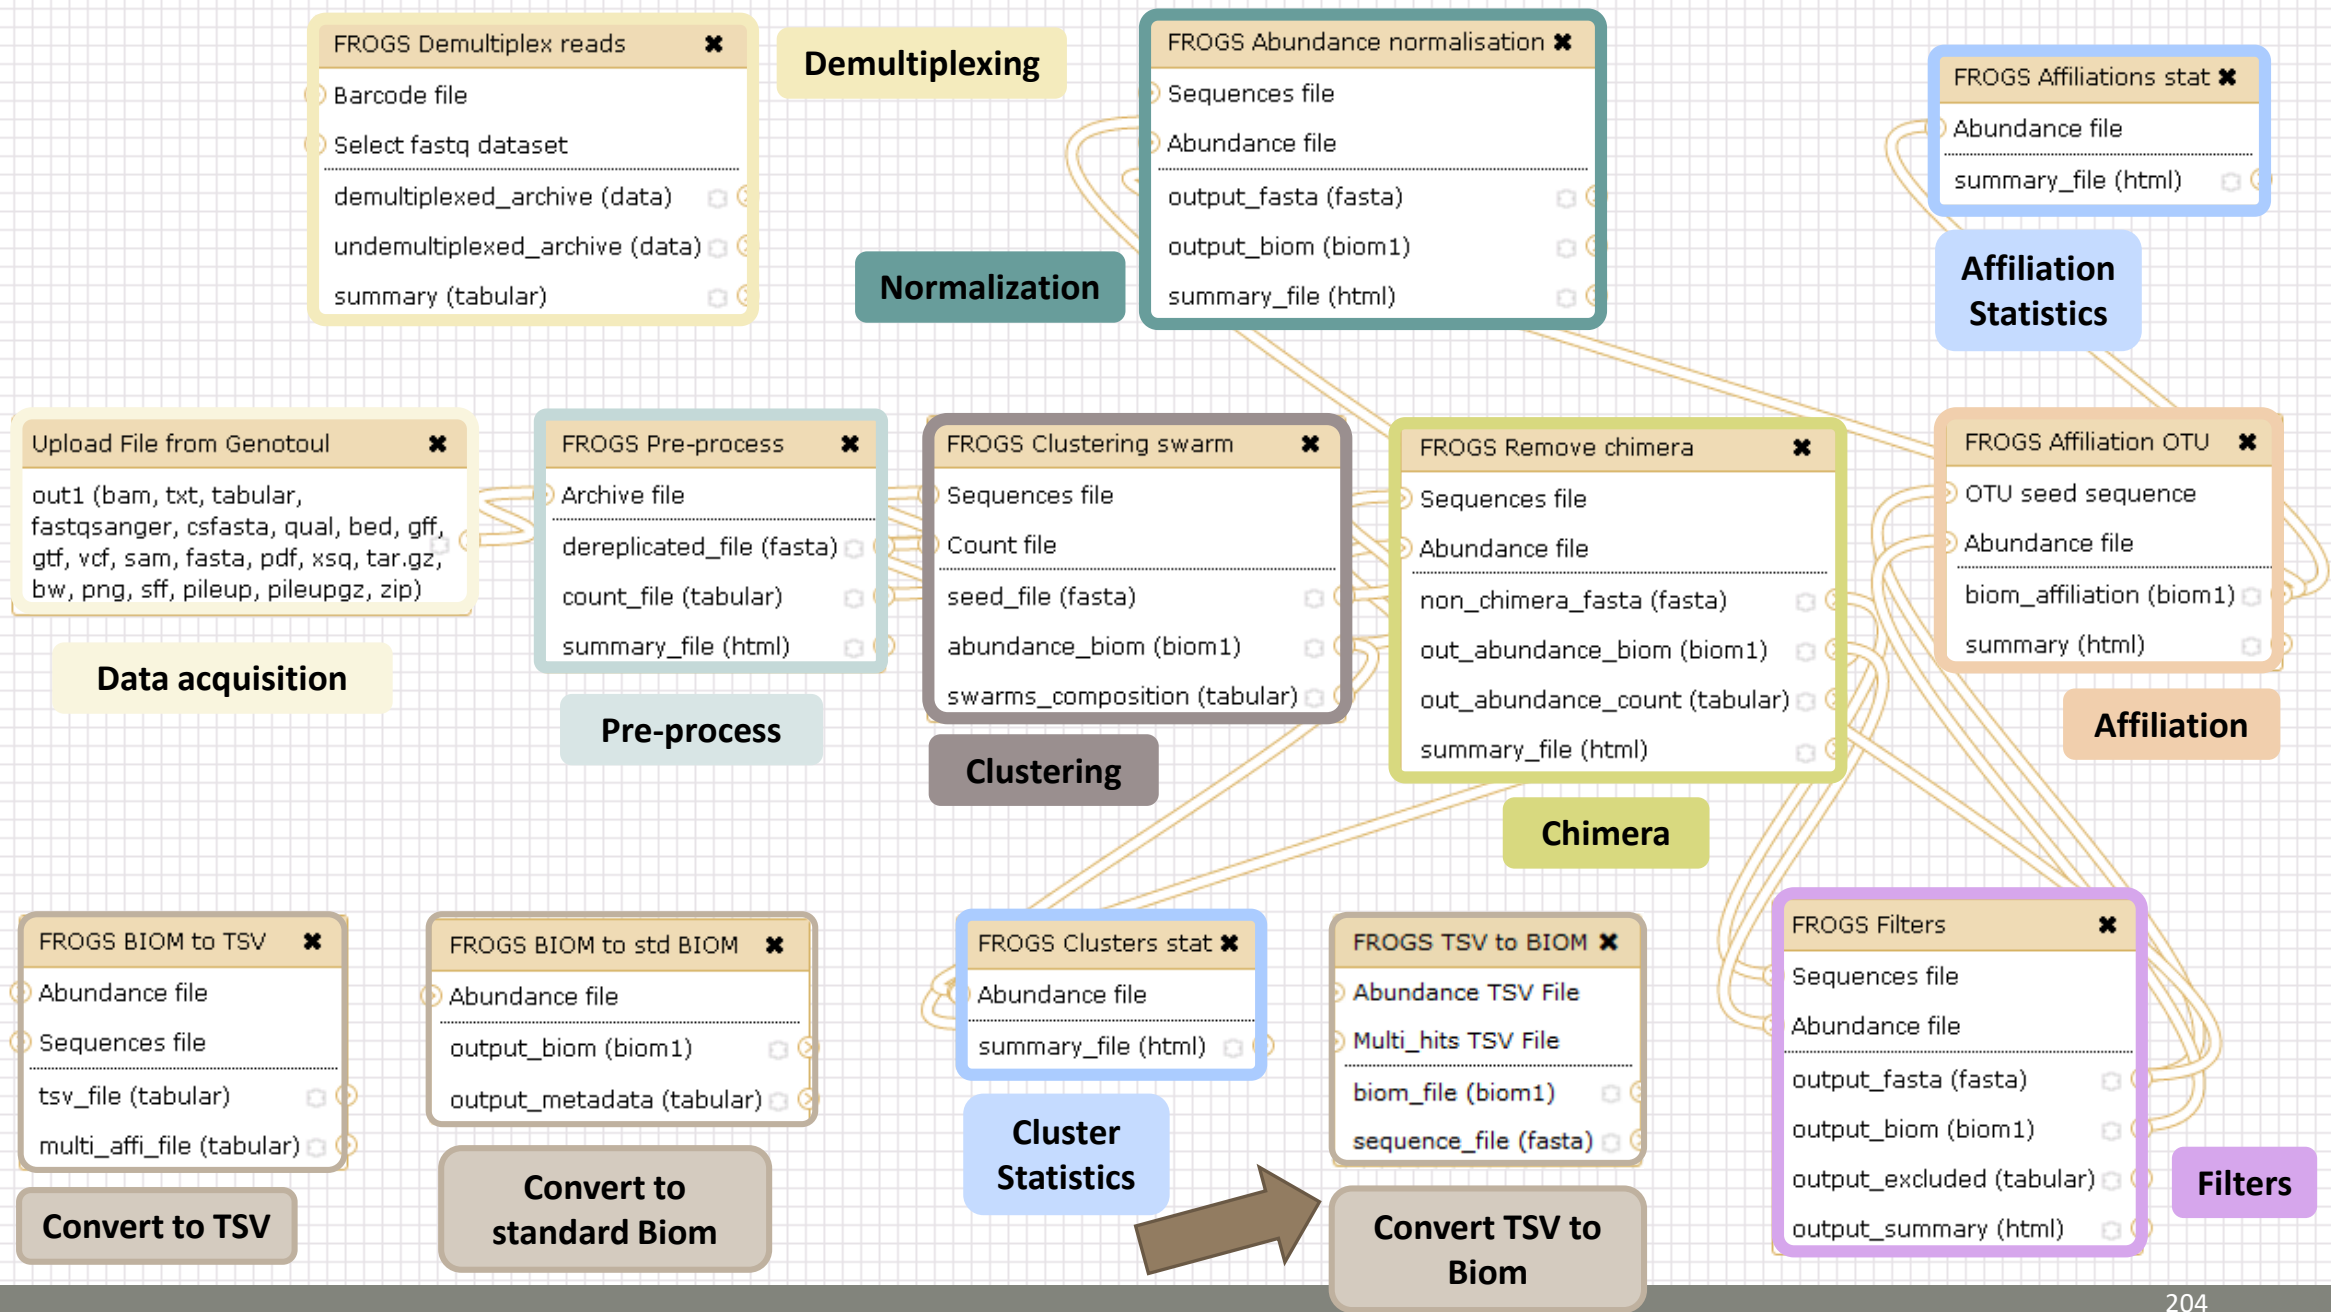 FROGS Demultiplex reads
Barcode file
Select fastq dataset
demultiplexed_archive (data)
undemultiplexed_archive (data)
summary (tabular)
Demultiplexing
FROGS Abundance normalisation
Sequences file
Abundance file
output_fasta (fasta)
output_biom (biom1)
summary_file (html)
Normalization
FROGS Affiliations stat
Abundance file
summary_file (html)
Affiliation
Statistics
Upload File from Genotoul
out1 (bam, txt, tabular,
fastqsanger, csfasta, qual, bed, gff,
gtf, vcf, sam, fasta, pdf, xsq, tar.gz,
bw, png, sff, pileup, pileupgz, zip)
Data acquisition
FROGS Pre-process
Archive file
dereplicated_file (fasta)
count_file (tabular)
summary_file (html)
Pre-process
FROGS Clustering swarm
Sequences file
Count file
seed_file (fasta)
abundance_biom (biom1)
swarms_composition (tabular)
Clustering
FROGS Remove chimera
Sequences file
Abundance file
non_chimera_fasta (fasta)
out_abundance_biom (biom1)
out_abundance_count (tabular)
summary_file (html)
Chimera
FROGS Affiliation OTU
OTU seed sequence
Abundance file
biom_affiliation (biom1)
summary (html)
Affiliation
FROGS BIOM to TSV
Abundance file
Sequences file
tsv_file (tabular)
multi_affi_file (tabular)
Convert to TSV
FROGS BIOM to std BIOM
Abundance file
output_biom (biom1)
output_metadata (tabular)
Convert to
standard Biom
FROGS Clusters stat
Abundance file
summary_file (html)
Cluster
Statistics
FROGS TSV to BIOM
Abundance TSV File
Multi_hits TSV File
biom_file (biom1)
sequence_file (fasta)
Convert TSV to
Biom
FROGS Filters
Sequences file
Abundance file
output_fasta (fasta)
output_biom (biom1)
output_excluded (tabular)
output_summary (html)
Filters
204